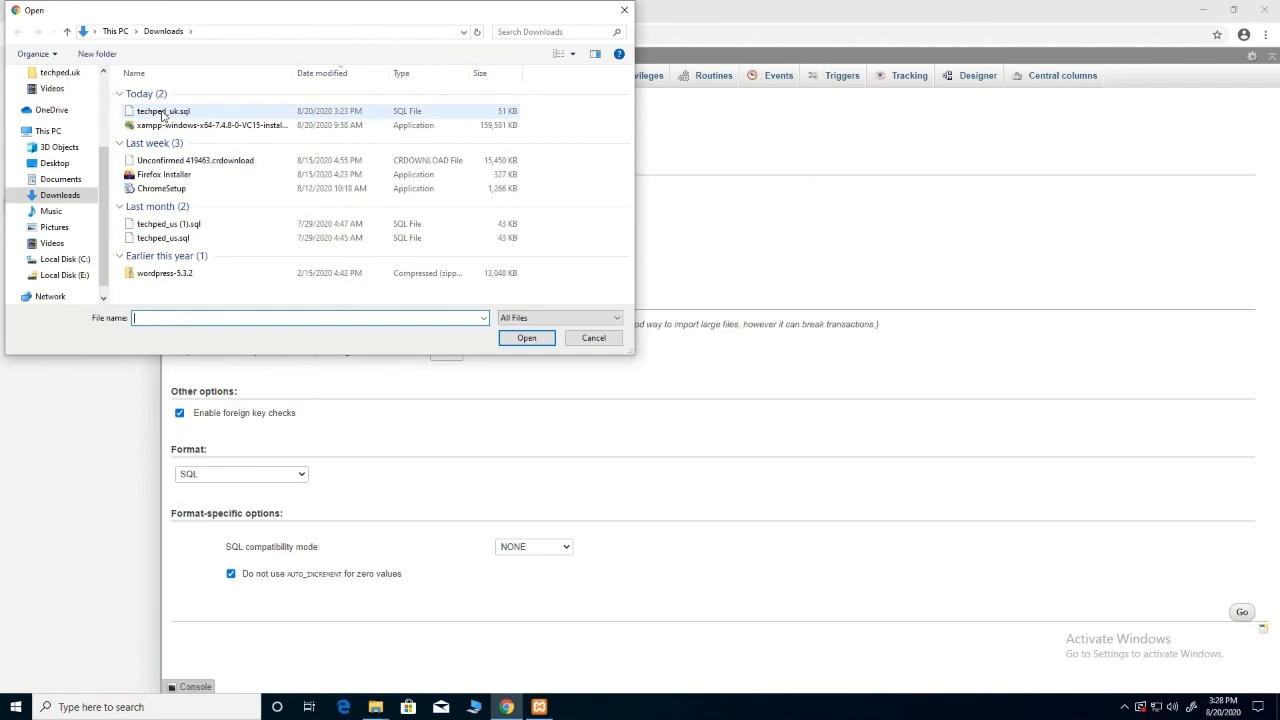 Open
This PC > Downloads >
Search Downloads
Organize
New folder
techped.uk
Videos
OneDrive
This PC
3D Objects
Desktop
Documents
Downloads
Music
Pictures
Videos
Local Disk (C:)
Local Disk (E:)
Network
Name Date modified Type Size
Today (2)
techped_uk.sql 8/20/2020 3:23 PM SQL File 51 KB
xampp-windows-x64-7.4.8-0-VC15-instal... 8/20/2020 9:58 AM Application 159,581 KB
Last week (3)
Unconfirmed 419463.crdownload 8/15/2020 4:55 PM CRDOWNLOAD File 15,450 KB
Firefox Installer 8/15/2020 4:23 PM Application 327 KB
ChromeSetup 8/12/2020 10:18 AM Application 1,266 KB
Last month (2)
techped_us (1).sql 7/29/2020 4:47 AM SQL File 43 KB
techped_us.sql 7/29/2020 4:45 AM SQL File 43 KB
Earlier this year (1)
wordpress-5.3.2 2/15/2020 4:42 PM Compressed (zipp... 13,048 KB
File name:
All Files
Open
Cancel
vileges Routines Events Triggers Tracking Designer Central columns
od way to import large files, however it can break transactions.)
Other options:
Enable foreign key checks
Format:
SQL
Format-specific options:
SQL compatibility mode: NONE
Do not use AUTO_INCREMENT for zero values
Go
Activate Windows
Go to Settings to activate Windows.
Console
Type here to search
3:28 PM
8/20/2020